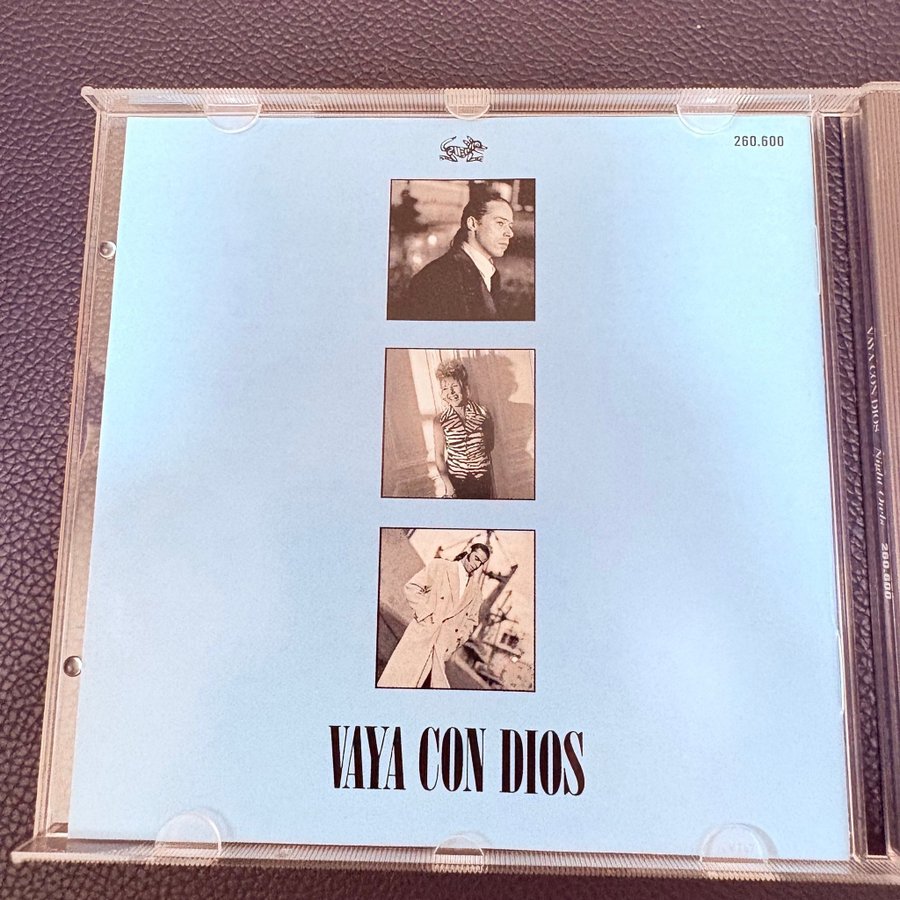 260.600
VAYA CON DIOS
VAYA CON DIOS Night Owls 260.600